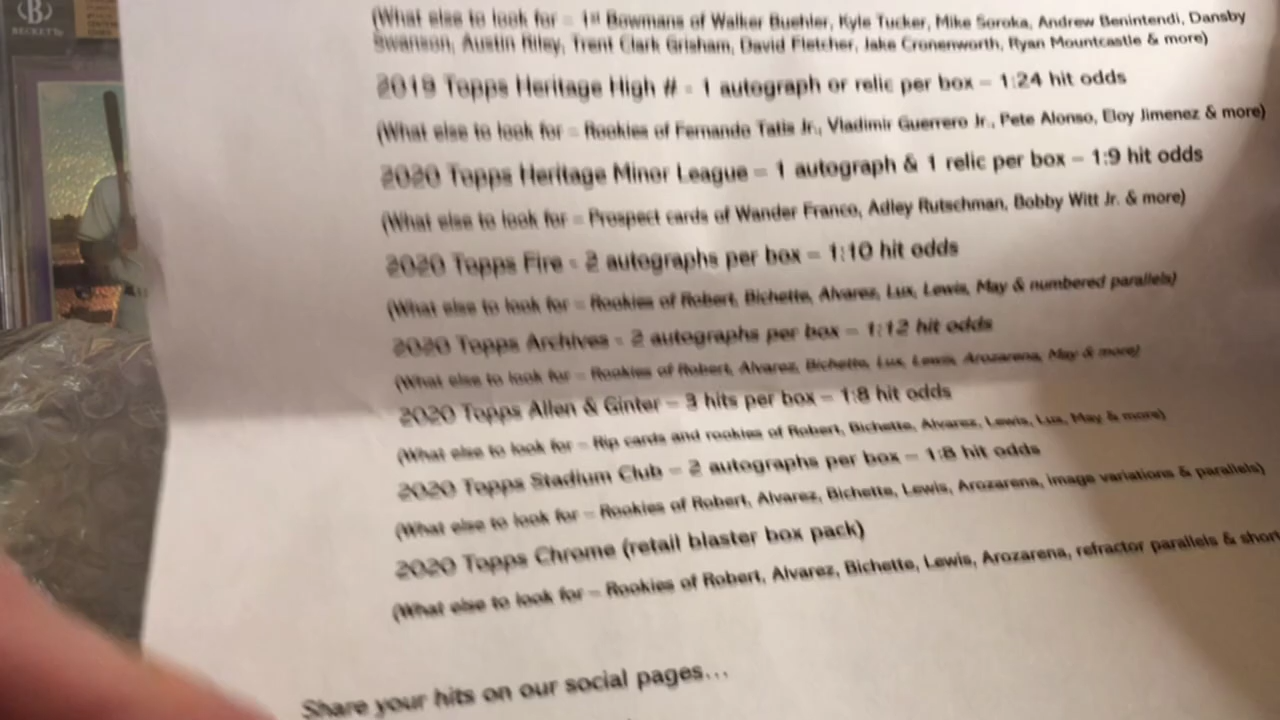 BECKETT
(What else to look for – 1st Bowmans of Walker Buehler, Kyle Tucker, Mike Soroka, Andrew Benintendi, Dansby
Swanson, Austin Riley, Trent Clark Grisham, David Fletcher, Jake Cronenworth, Ryan Mountcastle & more)
2019 Topps Heritage High # - 1 autograph or relic per box – 1:24 hit odds
(What else to look for – Rookies of Fernando Tatis Jr., Vladimir Guerrero Jr., Pete Alonso, Eloy Jimenez & more)
2020 Topps Heritage Minor League – 1 autograph & 1 relic per box – 1:9 hit odds
(What else to look for – Prospect cards of Wander Franco, Adley Rutschman, Bobby Witt Jr. & more)
2020 Topps Fire - 2 autographs per box – 1:10 hit odds
(What else to look for – Rookies of Robert, Bichette, Alvarez, Lux, Lewis, May & numbered parallels)
2020 Topps Archives - 2 autographs per box – 1:12 hit odds
(What else to look for – Rookies of Robert, Alvarez, Bichette, Lux, Lewis, Arozarena, May & more)
2020 Topps Allen & Ginter – 3 hits per box – 1:8 hit odds
(What else to look for – Rip cards and rookies of Robert, Bichette, Alvarez, Lewis, Lux, May & more)
2020 Topps Stadium Club – 2 autographs per box – 1:8 hit odds
(What else to look for – Rookies of Robert, Alvarez, Bichette, Lewis, Arozarena, image variations & parallels)
2020 Topps Chrome (retail blaster box pack)
(What else to look for – Rookies of Robert, Alvarez, Bichette, Lewis, Arozarena, refractor parallels & short
Share your hits on our social pages…